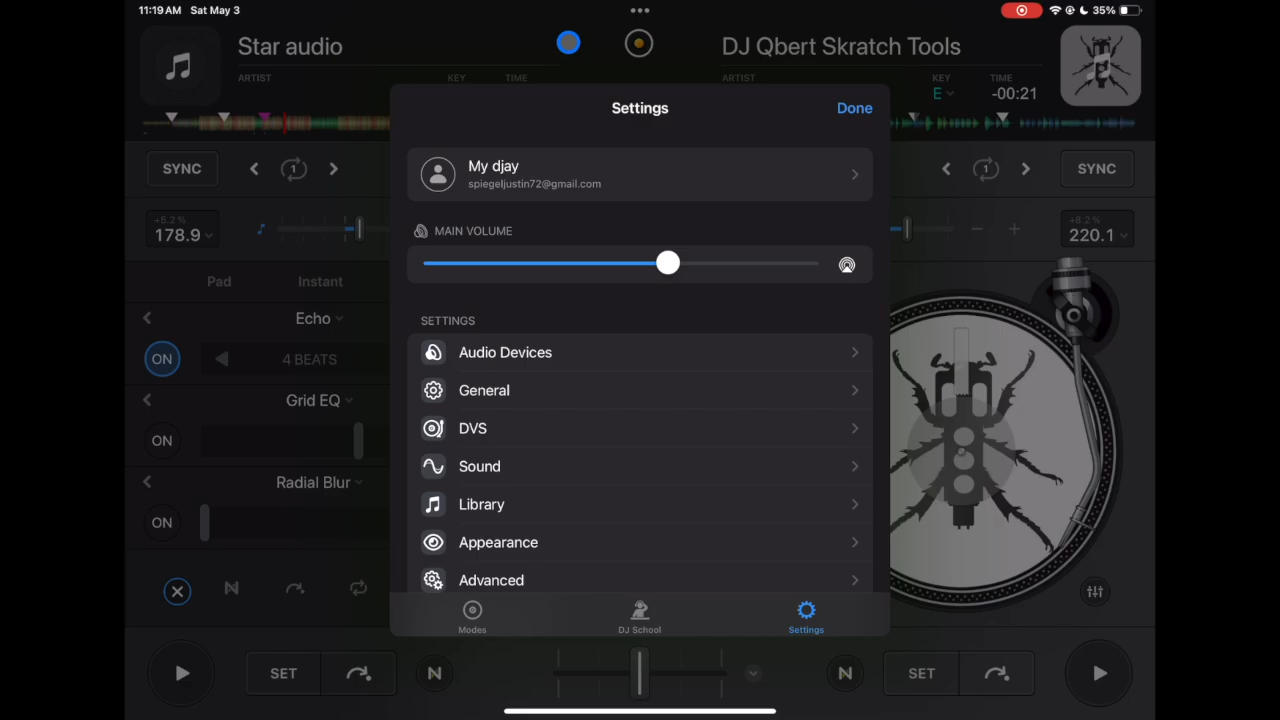 11:19 AM Sat May 3
35%
Star audio
DJ Qbert Skratch Tools
ARTIST KEY TIME
ARTIST KEY TIME
E -00:21
Settings
Done
My djay
spiegeljustin72@gmail.com
SYNC 1
1 SYNC
MAIN VOLUME
+5.2 %
178.9
+8.2 %
220.1
Pad Instant
SETTINGS
Echo
ON 4 BEATS
Grid EQ
ON
Radial Blur
ON
Audio Devices
General
DVS
Sound
Library
Appearance
Advanced
Modes DJ School Settings
SET
SET